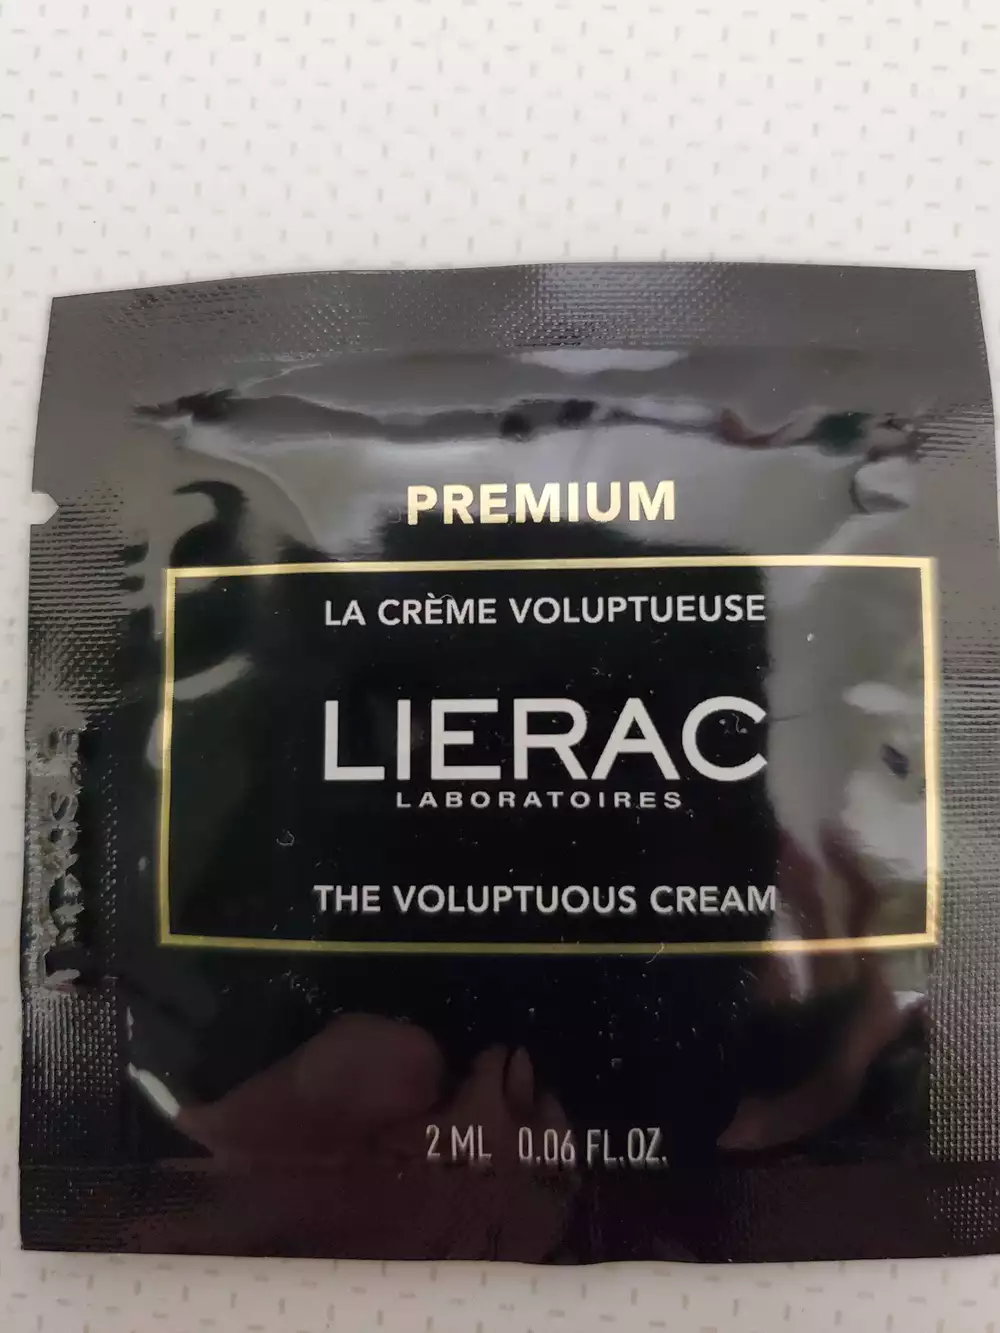 PREMIUM
LA CRÈME VOLUPTUEUSE
LIERAC
LABORATOIRES
THE VOLUPTUOUS CREAM
2 ML 0.06 FL.OZ.